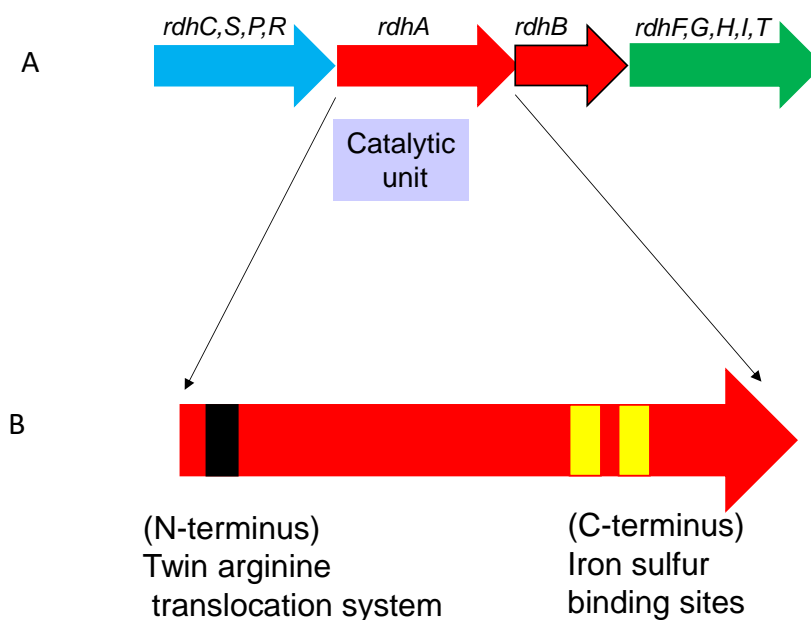 rdhC,S,P,R rdhA rdhB rdhF,G,H,I,T
A
Catalytic
unit
B
(N-terminus)
Twin arginine
translocation system
(C-terminus)
Iron sulfur
binding sites